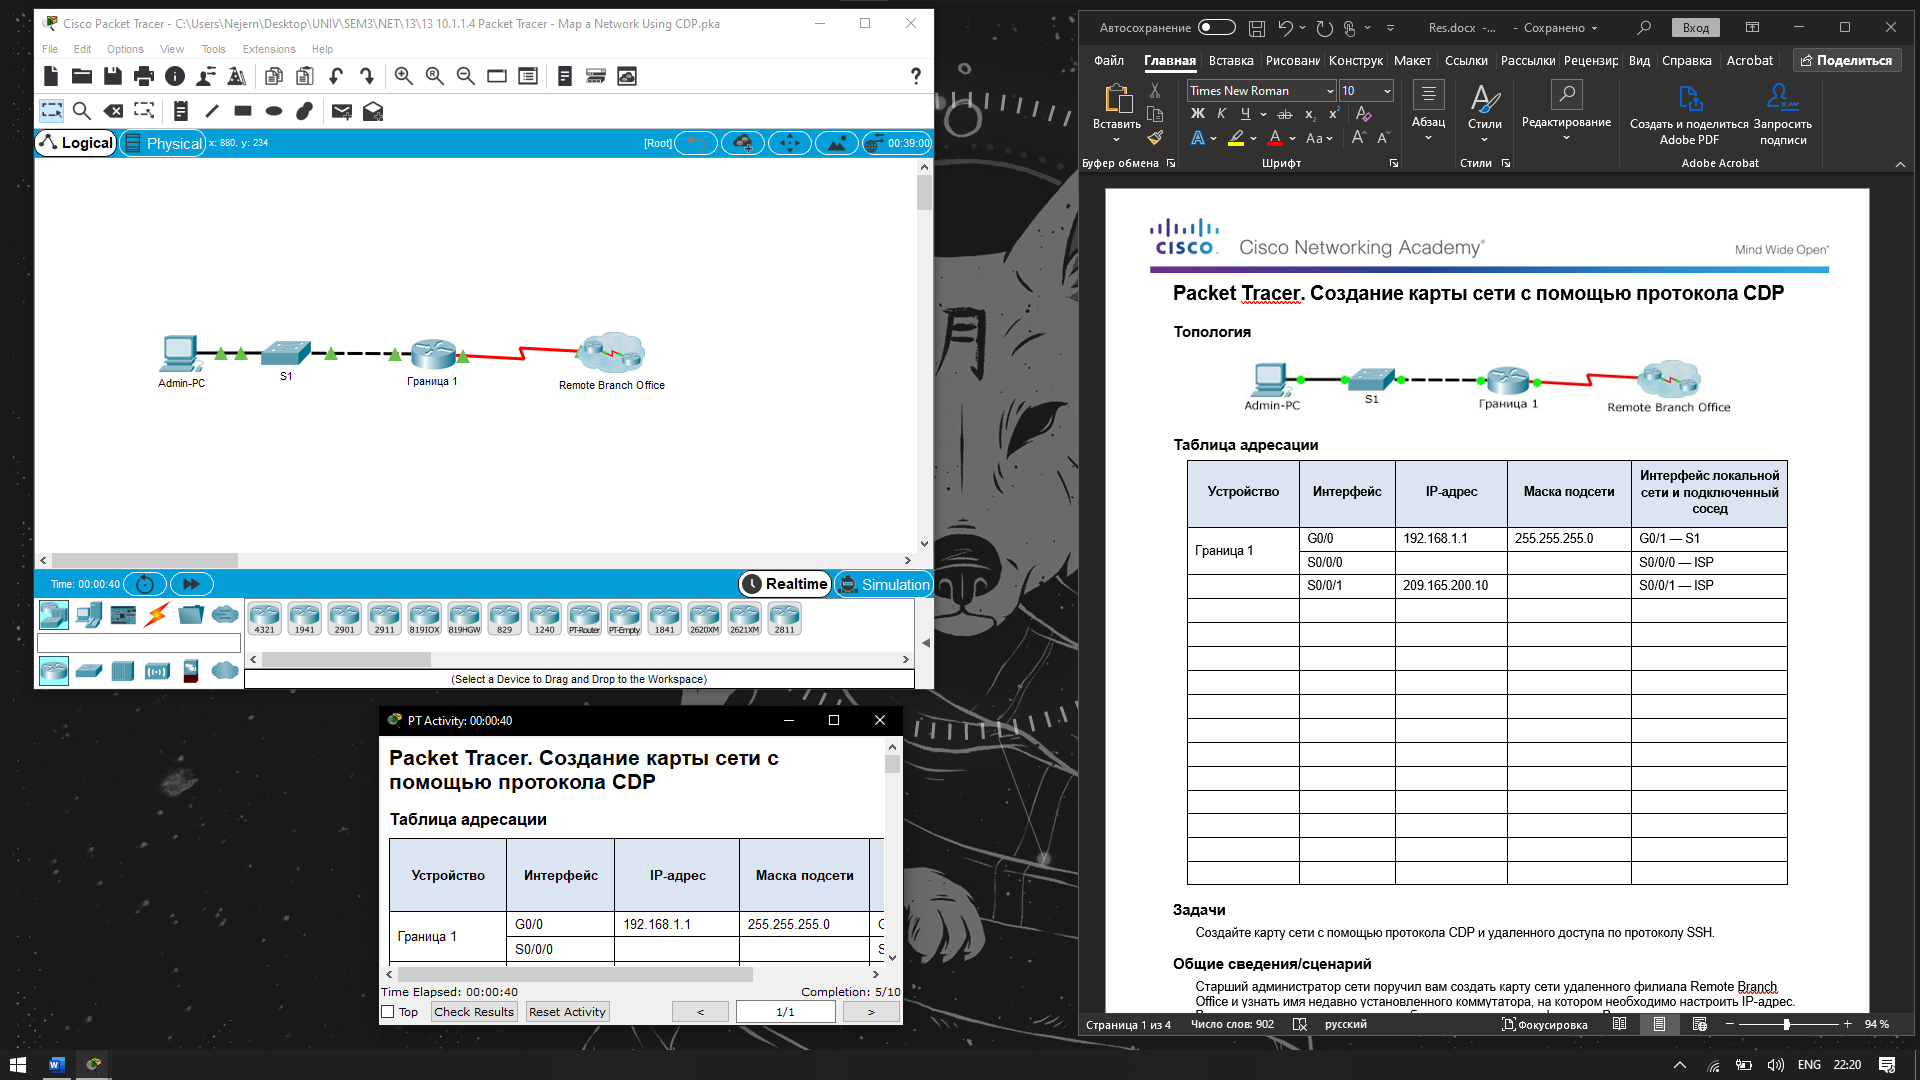 Cisco Packet Tracer - C:\Users\Nejern\Desktop\UNIV\SEM3\NET\13\13 10.1.1.4 Packet Tracer - Map a Network Using CDP.pka
File Edit Options View Tools Extensions Help
?
Logical Physical x: 880, y: 234 [Root] 00:39:00
Admin-PC
S1
Граница 1
Remote Branch Office
Time: 00:00:40 Realtime Simulation
4321 1941 2901 2911 819IOX 819HGW 829 1240 PT-Router PT-Empty 1841 2620XM 2621XM 2811
(Select a Device to Drag and Drop to the Workspace)
PT Activity: 00:00:40
Packet Tracer. Создание карты сети с
помощью протокола CDP
Таблица адресации
Устройство Интерфейс IP-адрес Маска подсети
Граница 1
G0/0 192.168.1.1 255.255.255.0 G
S0/0/0 S
Time Elapsed: 00:00:40 Completion: 5/10
Top Check Results Reset Activity < 1/1 >
Автосохранение Res.docx -... - Сохранено Вход
Файл Главная Вставка Рисовани Конструк Макет Ссылки Рассылки Рецензир Вид Справка Acrobat Поделиться
Вставить
Буфер обмена
Times New Roman 10
Ж К Ч ab x₂ x²
A A Aa A A
Шрифт
Абзац
Стили
Стили
Редактирование
Создать и поделиться
Adobe PDF
Запросить
подписи
Adobe Acrobat
CISCO Cisco Networking Academy® Mind Wide Open™
Packet Tracer. Создание карты сети с помощью протокола CDP
Топология
Admin-PC
S1
Граница 1
Remote Branch Office
Таблица адресации
Устройство Интерфейс IP-адрес Маска подсети Интерфейс локальной
сети и подключенный
сосед
Граница 1
G0/0 192.168.1.1 255.255.255.0 G0/1 — S1
S0/0/0 S0/0/0 — ISP
S0/0/1 209.165.200.10 S0/0/1 — ISP
Задачи
Создайте карту сети с помощью протокола CDP и удаленного доступа по протоколу SSH.
Общие сведения/сценарий
Старший администратор сети поручил вам создать карту сети удаленного филиала Remote Branch
Office и узнать имя недавно установленного коммутатора, на котором необходимо настроить IP-адрес.
Страница 1 из 4 Число слов: 902 русский Фокусировка 94 %
ENG 22:20